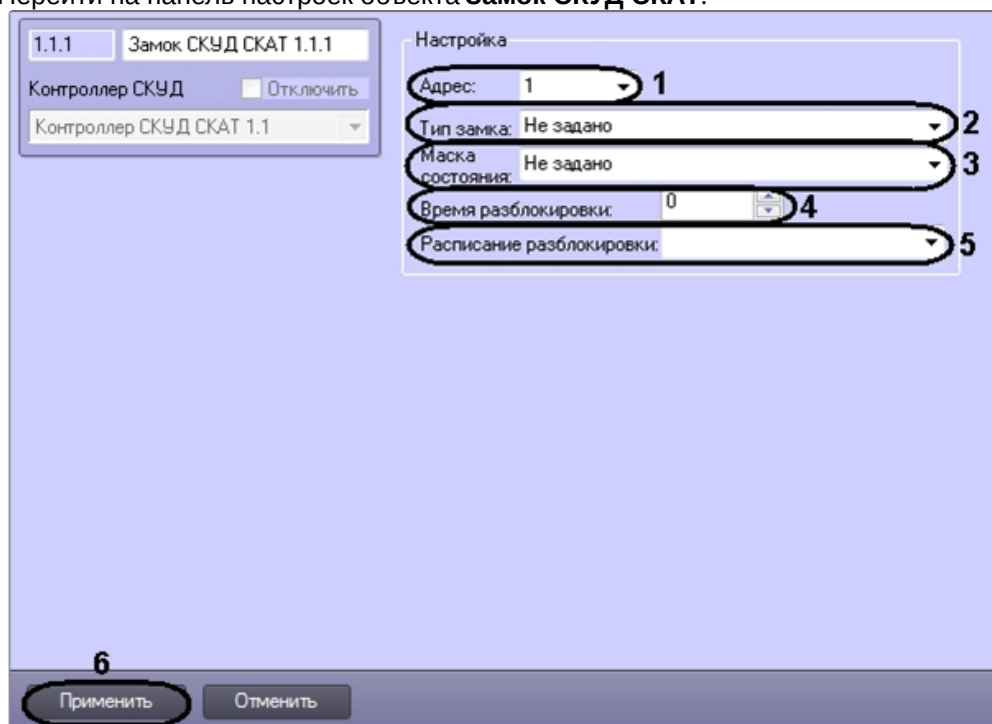 Перейти на панель настроек объекта Замок СКУД СКАТ.
1.1.1 Замок СКУД СКАТ 1.1.1
Контроллер СКУД Отключить
Контроллер СКУД СКАТ 1.1
Настройка
Адрес: 1 1
Тип замка: Не задано 2
Маска состояния: Не задано 3
Время разблокировки: 0 4
Расписание разблокировки: 5
6
Применить Отменить